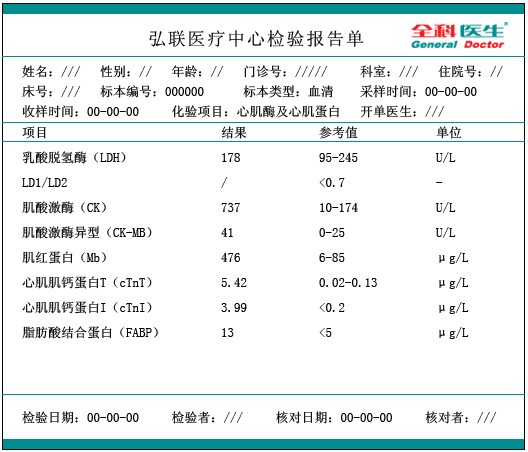 弘联医疗中心检验报告单
全科医生®
General Doctor
姓名：/// 性别：// 年龄：// 门诊号：///// 科室：/// 住院号：//
床号：/// 标本编号：000000 标本类型：血清 采样时间：00-00-00
收样时间：00-00-00 化验项目：心肌酶及心肌蛋白 开单医生：///
项目 结果 参考值 单位
乳酸脱氢酶（LDH） 178 95-245 U/L
LD1/LD2 / <0.7 -
肌酸激酶（CK） 737 10-174 U/L
肌酸激酶异型（CK-MB） 41 0-25 U/L
肌红蛋白（Mb） 476 6-85 μg/L
心肌肌钙蛋白T（cTnT） 5.42 0.02-0.13 μg/L
心肌肌钙蛋白I（cTnI） 3.99 <0.2 μg/L
脂肪酸结合蛋白（FABP） 13 <5 μg/L
检验日期：00-00-00 检验者：/// 核对日期：00-00-00 核对者：///